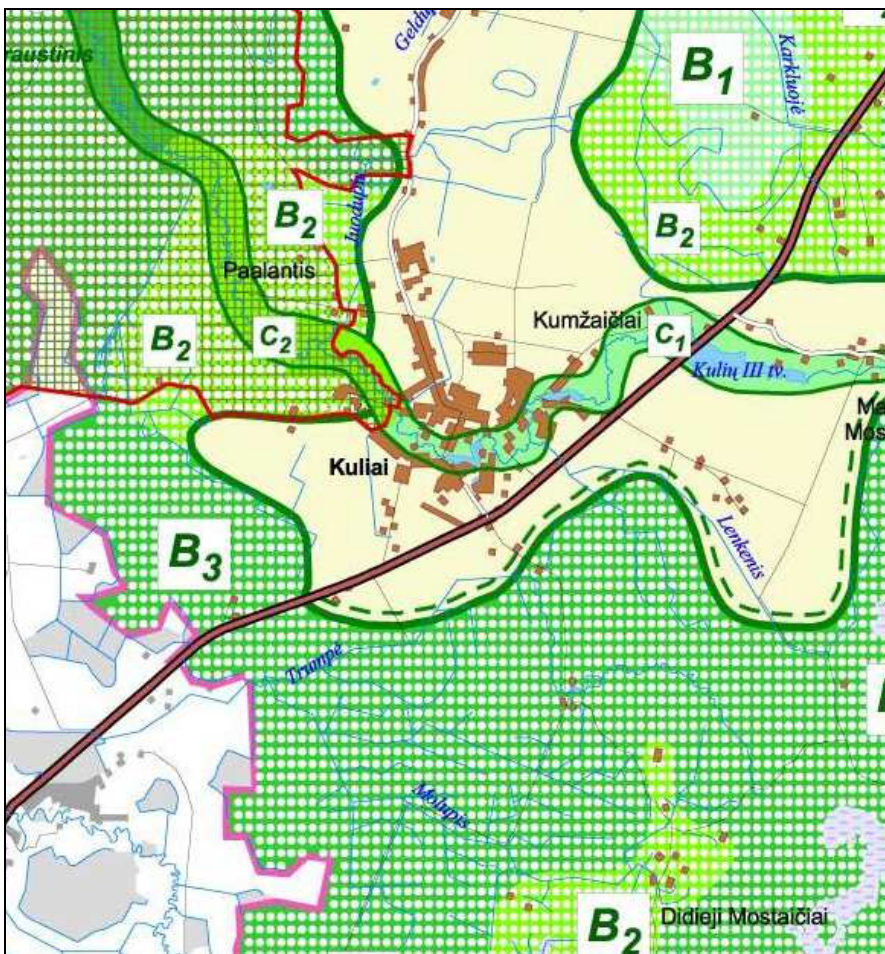 B1
Karkluojė
Juodupis
B2
B2
Paalantis
Kumžaičiai
B2
C2
C1
Kulių III tv.
Kuliai
Lenkenis
B3
Trumpė
Molupis
B2
Didieji Mostaičiai